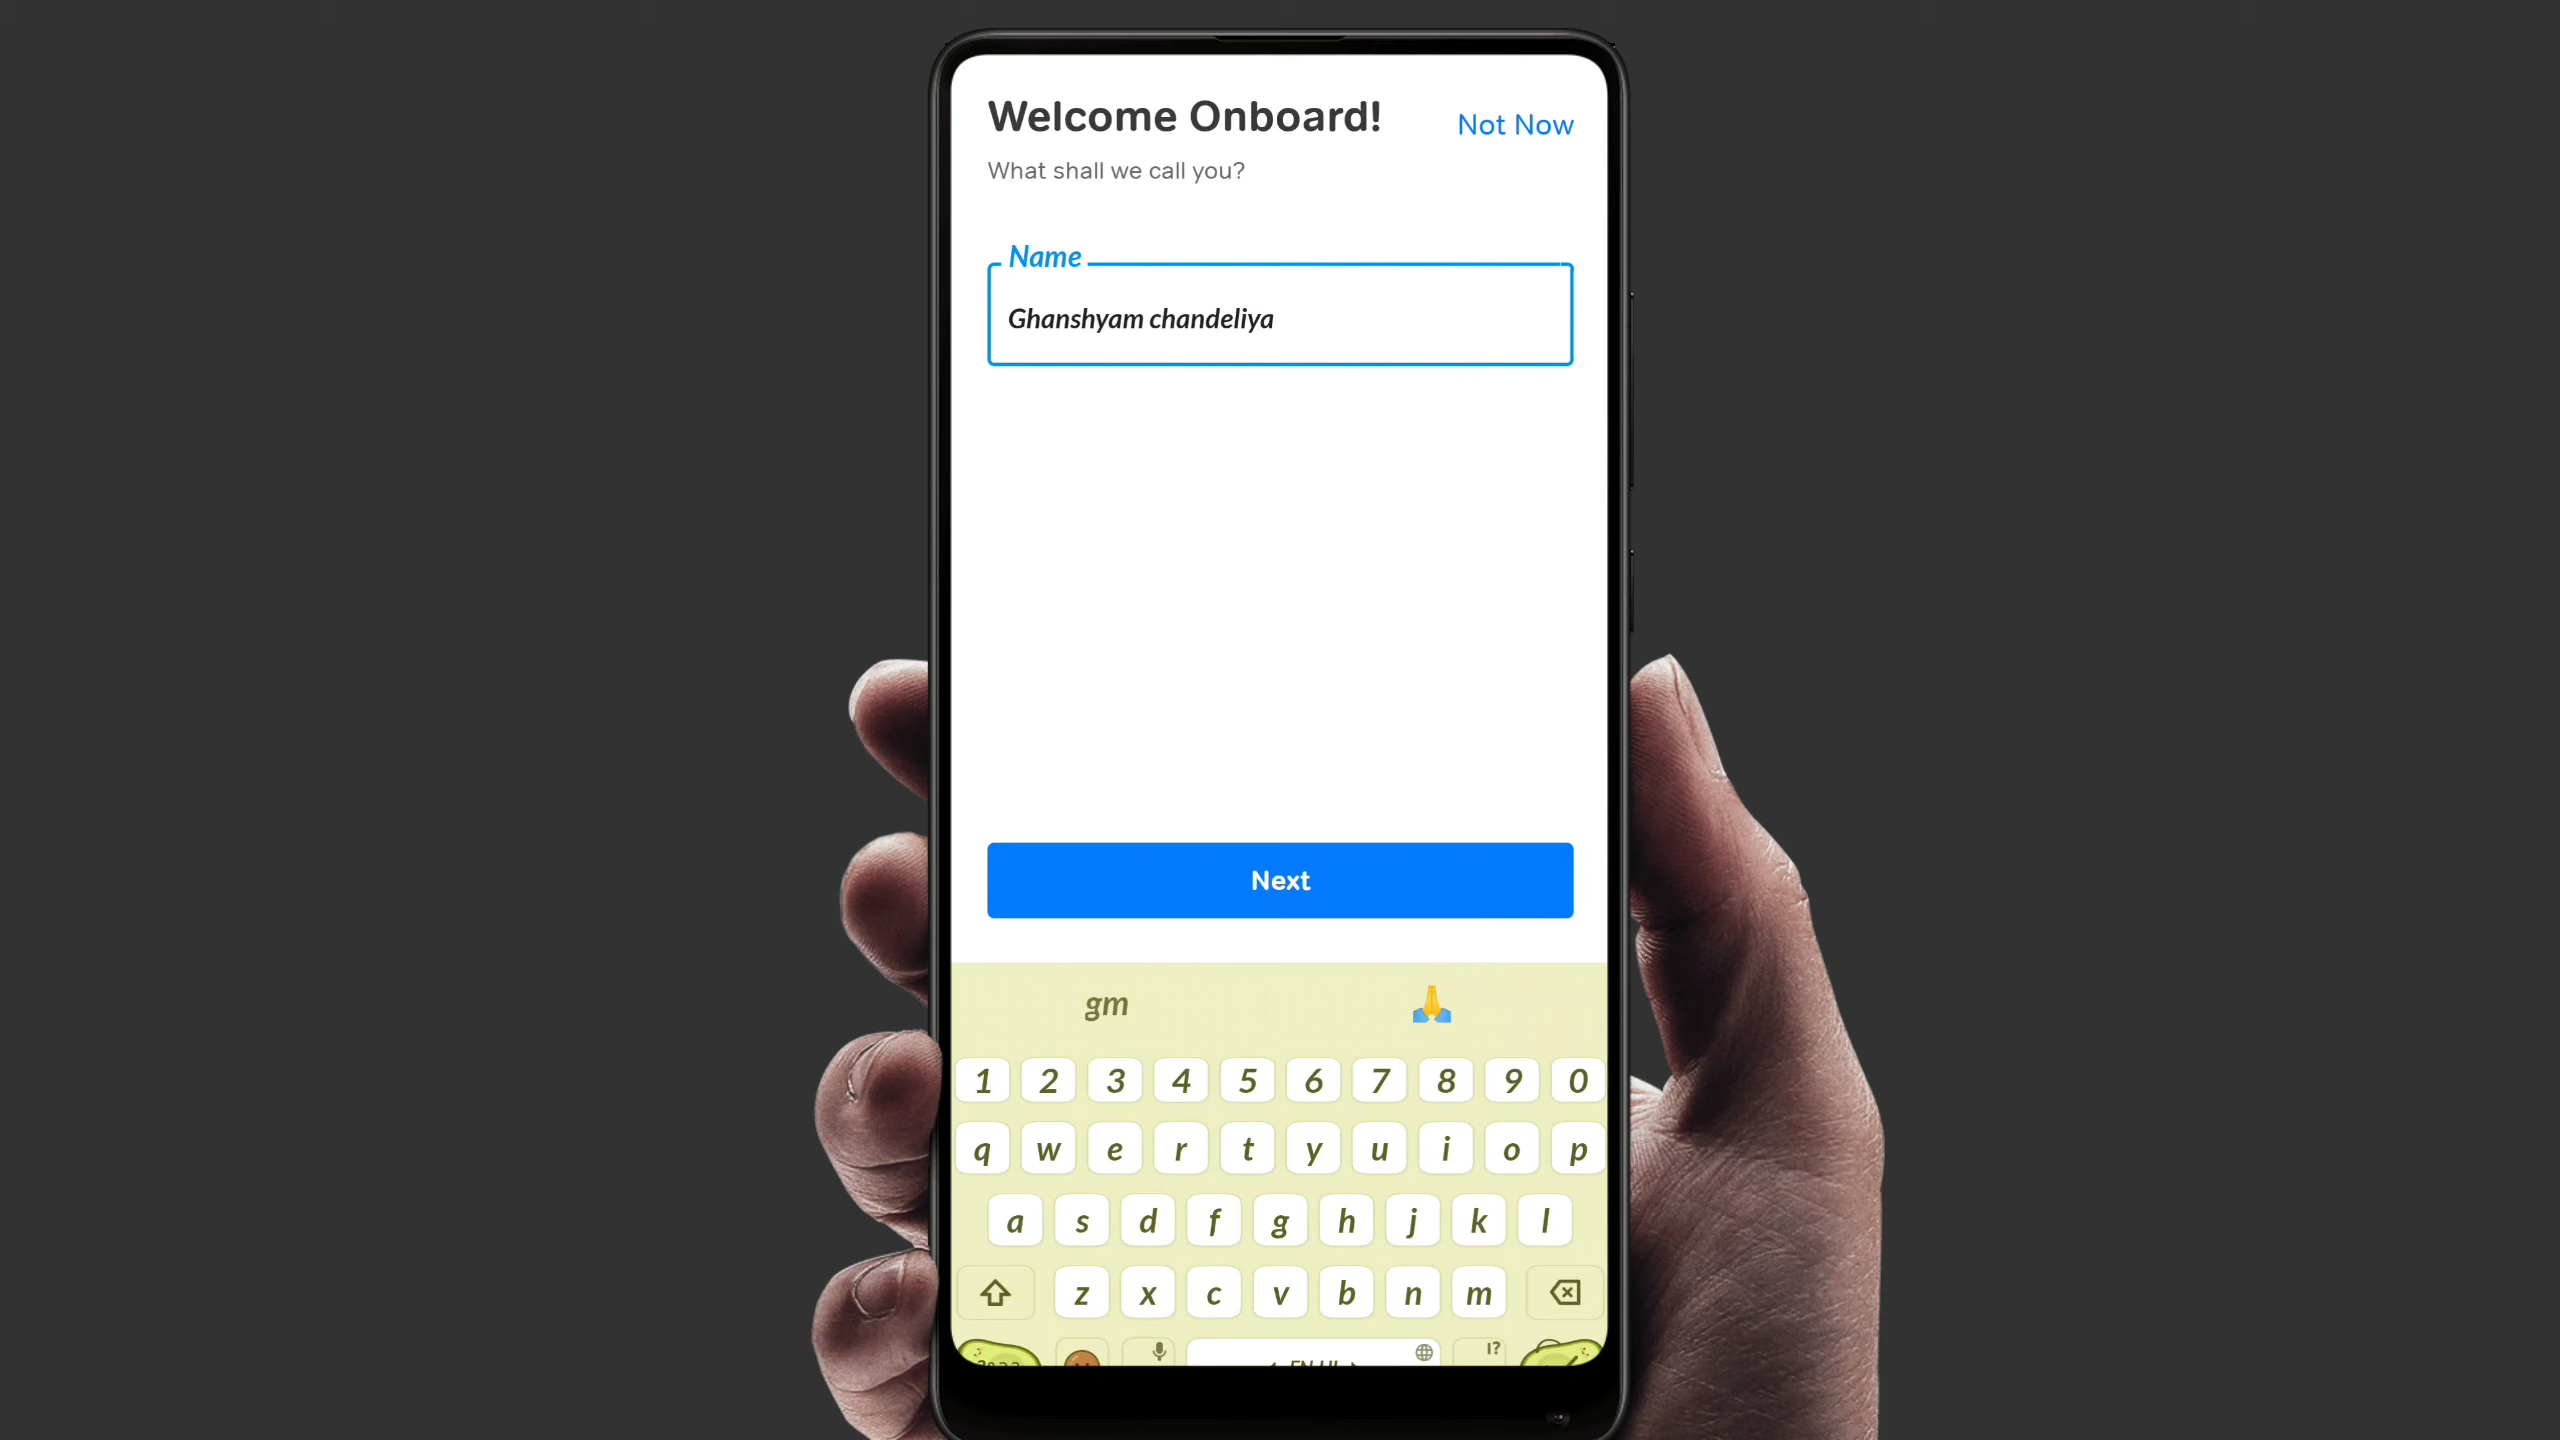 Welcome Onboard!
Not Now
What shall we call you?
Name
Ghanshyam chandeliya
Next
gm
1 2 3 4 5 6 7 8 9 0
q w e r t y u i o p
a s d f g h j k l
z x c v b n m
!?